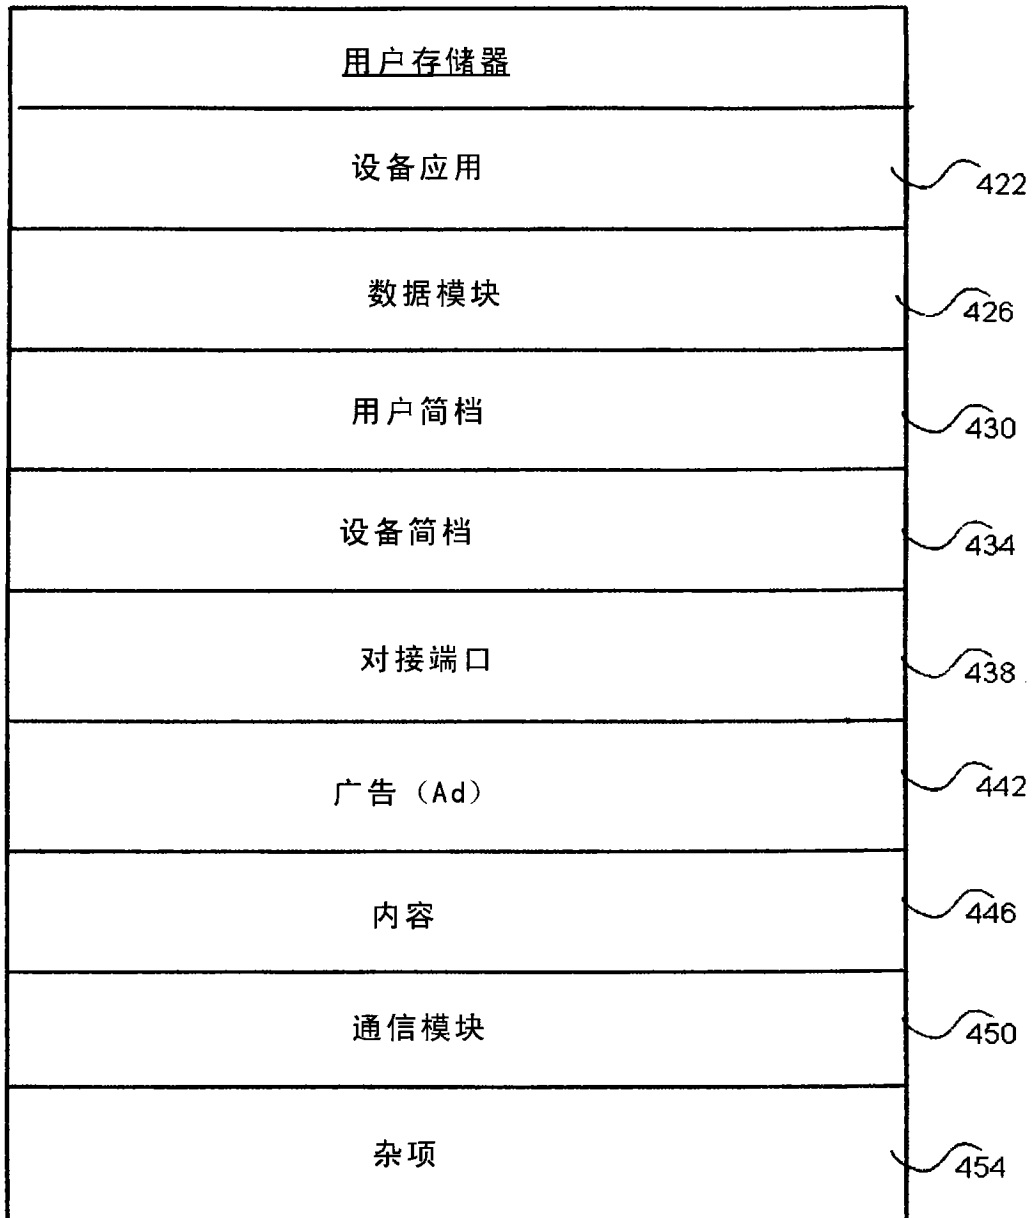 用户存储器
设备应用 422
数据模块 426
用户简档 430
设备简档 434
对接端口 438
广告（Ad） 442
内容 446
通信模块 450
杂项 454